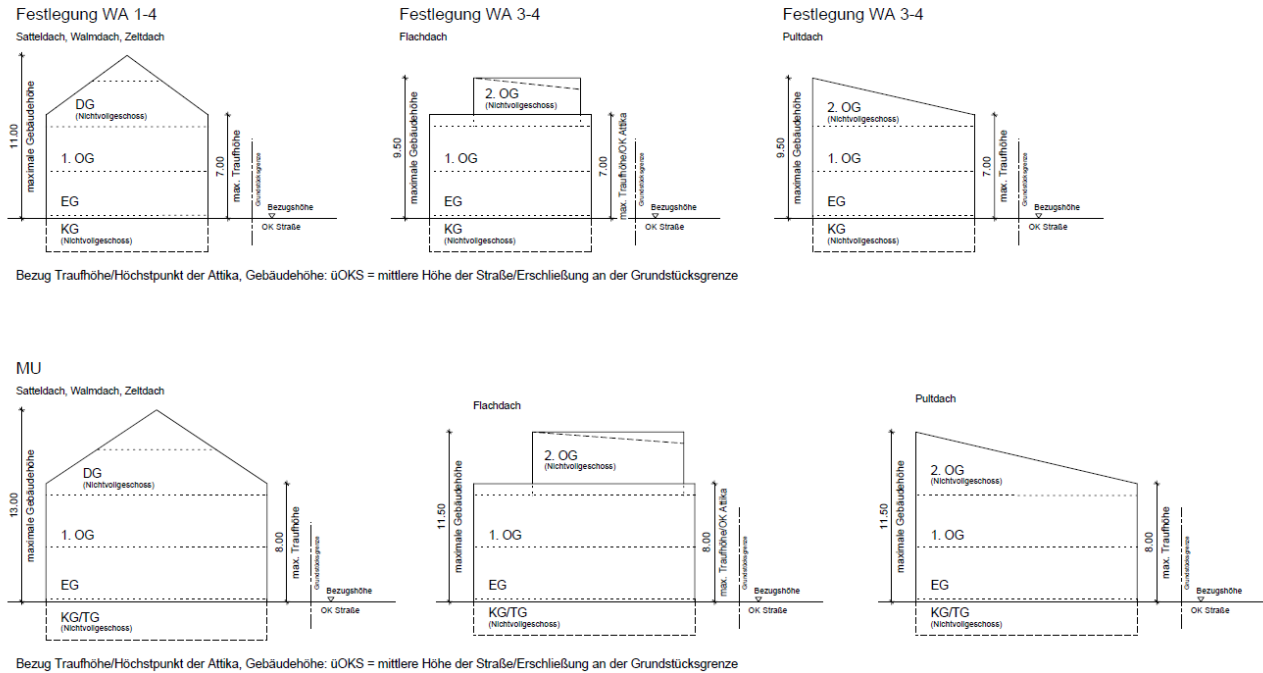 Festlegung WA 1-4
Satteldach, Walmdach, Zeltdach
11.00
maximale Gebäudehöhe
DG
(Nichtvollgeschoss)
1. OG
EG
KG
(Nichtvollgeschoss)
7.00
max. Traufhöhe
Grundstücksgrenze
Bezugshöhe
OK Straße
Festlegung WA 3-4
Flachdach
9.50
maximale Gebäudehöhe
2. OG
(Nichtvollgeschoss)
1. OG
EG
KG
(Nichtvollgeschoss)
7.00
max. Traufhöhe/OK Attika
Grundstücksgrenze
Bezugshöhe
OK Straße
Festlegung WA 3-4
Pultdach
9.50
maximale Gebäudehöhe
2. OG
(Nichtvollgeschoss)
1. OG
EG
KG
(Nichtvollgeschoss)
7.00
max. Traufhöhe
Grundstücksgrenze
Bezugshöhe
OK Straße
Bezug Traufhöhe/Höchstpunkt der Attika, Gebäudehöhe: üOKS = mittlere Höhe der Straße/Erschließung an der Grundstücksgrenze
MU
Satteldach, Walmdach, Zeltdach
13.00
maximale Gebäudehöhe
DG
(Nichtvollgeschoss)
1. OG
EG
KG/TG
(Nichtvollgeschoss)
8.00
max. Traufhöhe
Grundstücksgrenze
Bezugshöhe
OK Straße
Flachdach
11.50
maximale Gebäudehöhe
2. OG
(Nichtvollgeschoss)
1. OG
EG
KG/TG
(Nichtvollgeschoss)
8.00
max. Traufhöhe/OK Attika
Grundstücksgrenze
Bezugshöhe
OK Straße
Pultdach
11.50
maximale Gebäudehöhe
2. OG
(Nichtvollgeschoss)
1. OG
EG
KG/TG
(Nichtvollgeschoss)
8.00
max. Traufhöhe
Grundstücksgrenze
Bezugshöhe
OK Straße
Bezug Traufhöhe/Höchstpunkt der Attika, Gebäudehöhe: üOKS = mittlere Höhe der Straße/Erschließung an der Grundstücksgrenze